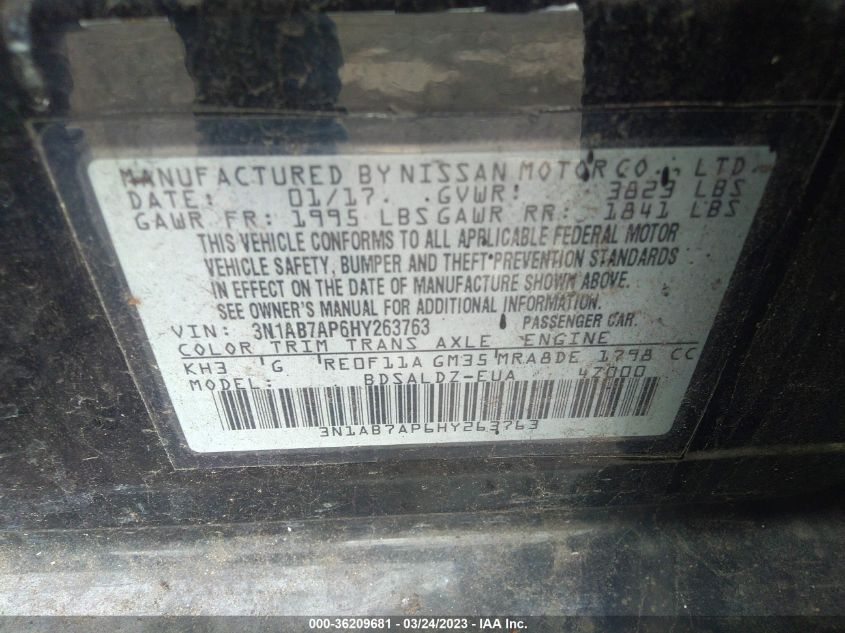 MANUFACTURED BY NISSAN MOTOR CO., LTD
DATE: 01/17. .GVWR: 3823 LBS
GAWR FR: 1995 LBS GAWR RR: 1841 LBS
THIS VEHICLE CONFORMS TO ALL APPLICABLE FEDERAL MOTOR
VEHICLE SAFETY, BUMPER AND THEFT PREVENTION STANDARDS
IN EFFECT ON THE DATE OF MANUFACTURE SHOWN ABOVE.
SEE OWNER'S MANUAL FOR ADDITIONAL INFORMATION.
VIN: 3N1AB7AP6HY263763 PASSENGER CAR.
COLOR TRIM TRANS AXLE ENGINE
KH3 G RE0F11A GM35 MRA8DE 1798 CC
MODEL: BDSALDZ-EUA 47000
3N1AB7AP6HY263763
000-36209681 — 03/24/2023 — IAA Inc.